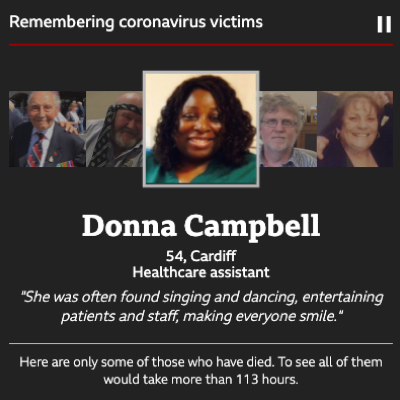 Remembering coronavirus victims
Donna Campbell
54, Cardiff
Healthcare assistant
"She was often found singing and dancing, entertaining
patients and staff, making everyone smile."
Here are only some of those who have died. To see all of them
would take more than 113 hours.